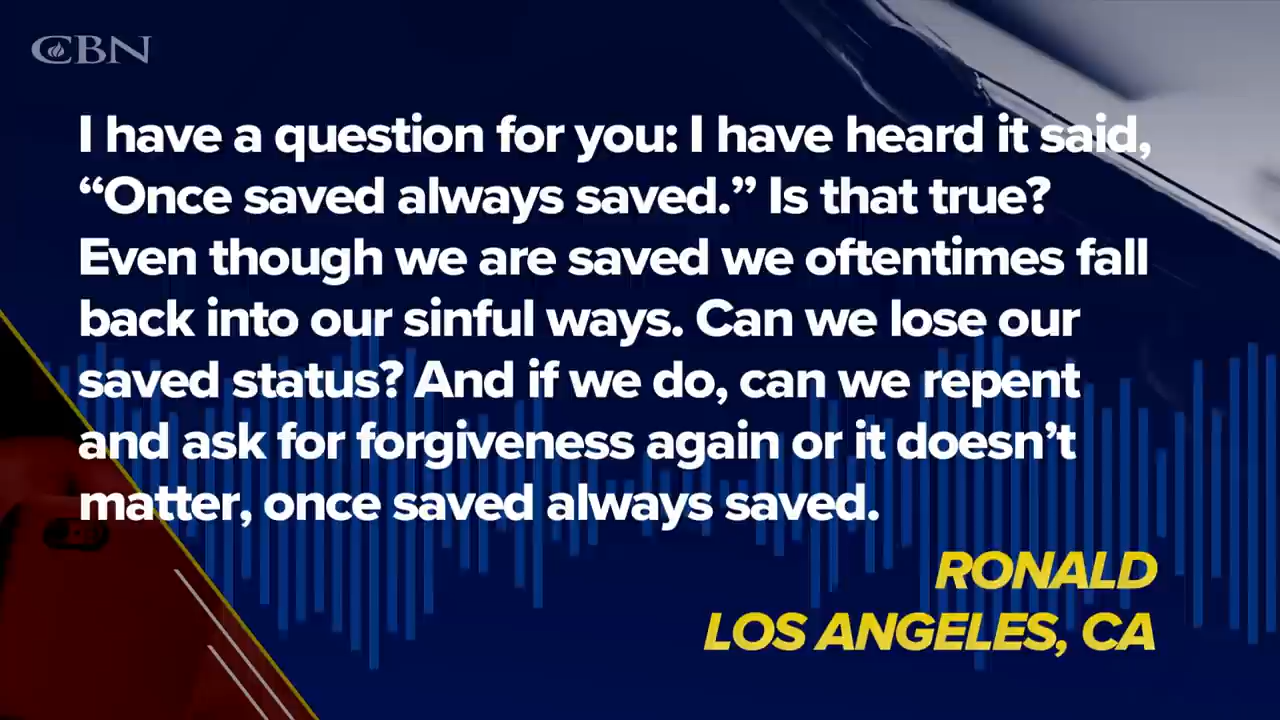 CBN
I have a question for you: I have heard it said,
“Once saved always saved.” Is that true?
Even though we are saved we oftentimes fall
back into our sinful ways. Can we lose our
saved status? And if we do, can we repent
and ask for forgiveness again or it doesn’t
matter, once saved always saved.
RONALD
LOS ANGELES, CA